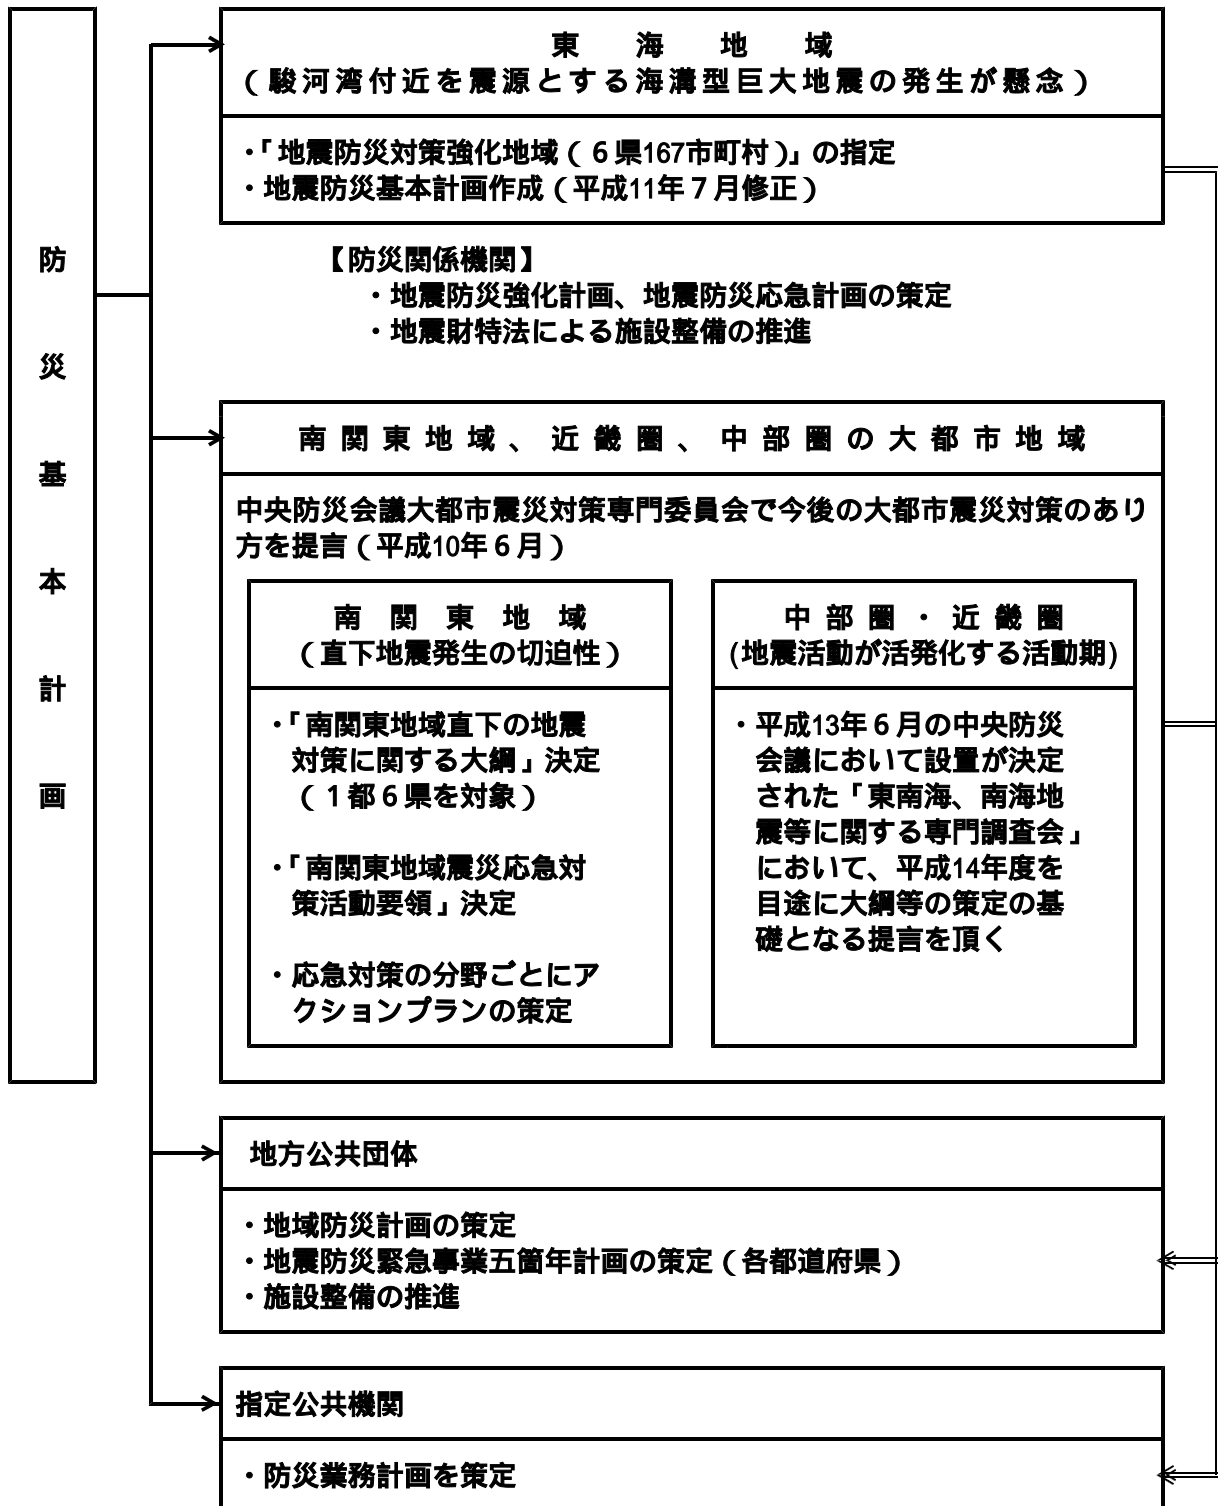 防災基本計画
東海地域
（駿河湾付近を震源とする海溝型巨大地震の発生が懸念）
・「地震防災対策強化地域（６県167市町村）」の指定
・地震防災基本計画作成（平成11年７月修正）
【防災関係機関】
・地震防災強化計画、地震防災応急計画の策定
・地震財特法による施設整備の推進
南関東地域、近畿圏、中部圏の大都市地域
中央防災会議大都市震災対策専門委員会で今後の大都市震災対策のあり
方を提言（平成10年６月）
南関東地域
（直下地震発生の切迫性）
・「南関東地域直下の地震
対策に関する大綱」決定
（１都６県を対象）
・「南関東地域震災応急対
策活動要領」決定
・応急対策の分野ごとにア
クションプランの策定
中部圏・近畿圏
(地震活動が活発化する活動期)
・平成13年６月の中央防災
会議において設置が決定
された「東南海、南海地
震等に関する専門調査会」
において、平成14年度を
目途に大綱等の策定の基
礎となる提言を頂く
地方公共団体
・地域防災計画の策定
・地震防災緊急事業五箇年計画の策定（各都道府県）
・施設整備の推進
指定公共機関
・防災業務計画を策定